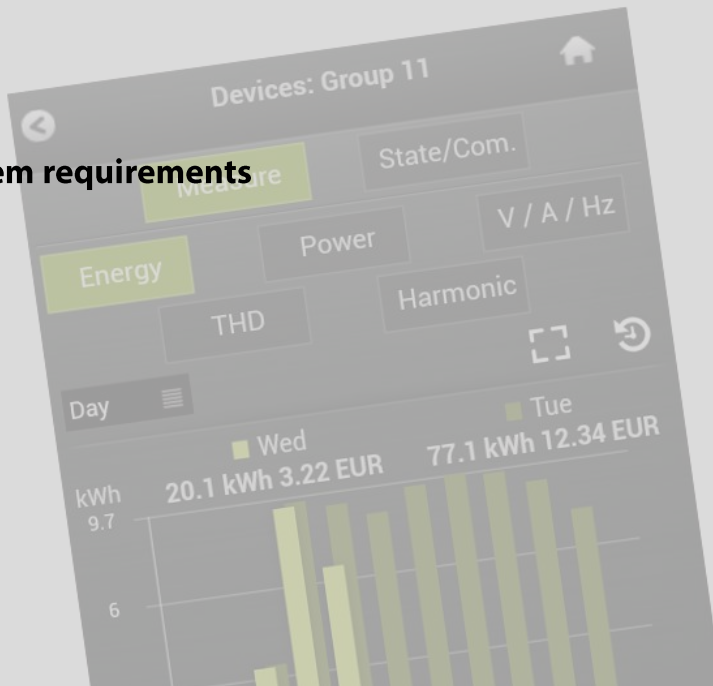 Devices: Group 11
em requirements
Measure
State/Com.
Energy
Power
V / A / Hz
THD
Harmonic
Day
Wed
Tue
20.1 kWh 3.22 EUR
77.1 kWh 12.34 EUR
kWh
9.7
6